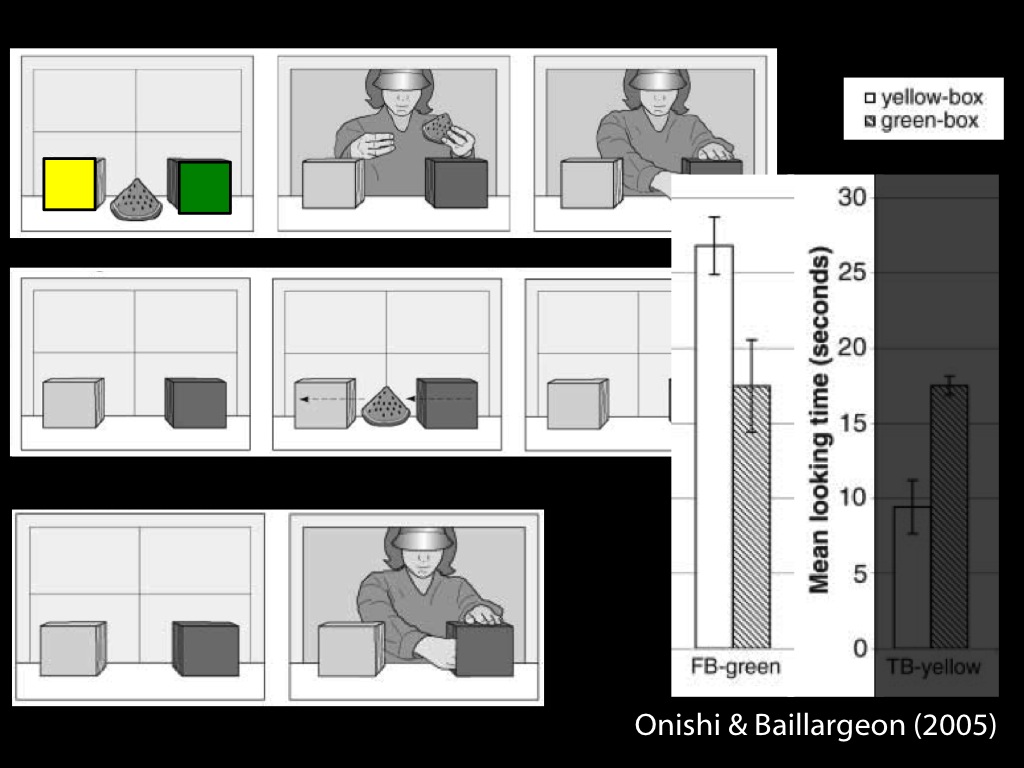 yellow-box
green-box
Mean looking time (seconds)
30
25
20
15
10
5
0
FB-green
TB-yellow
Onishi & Baillargeon (2005)